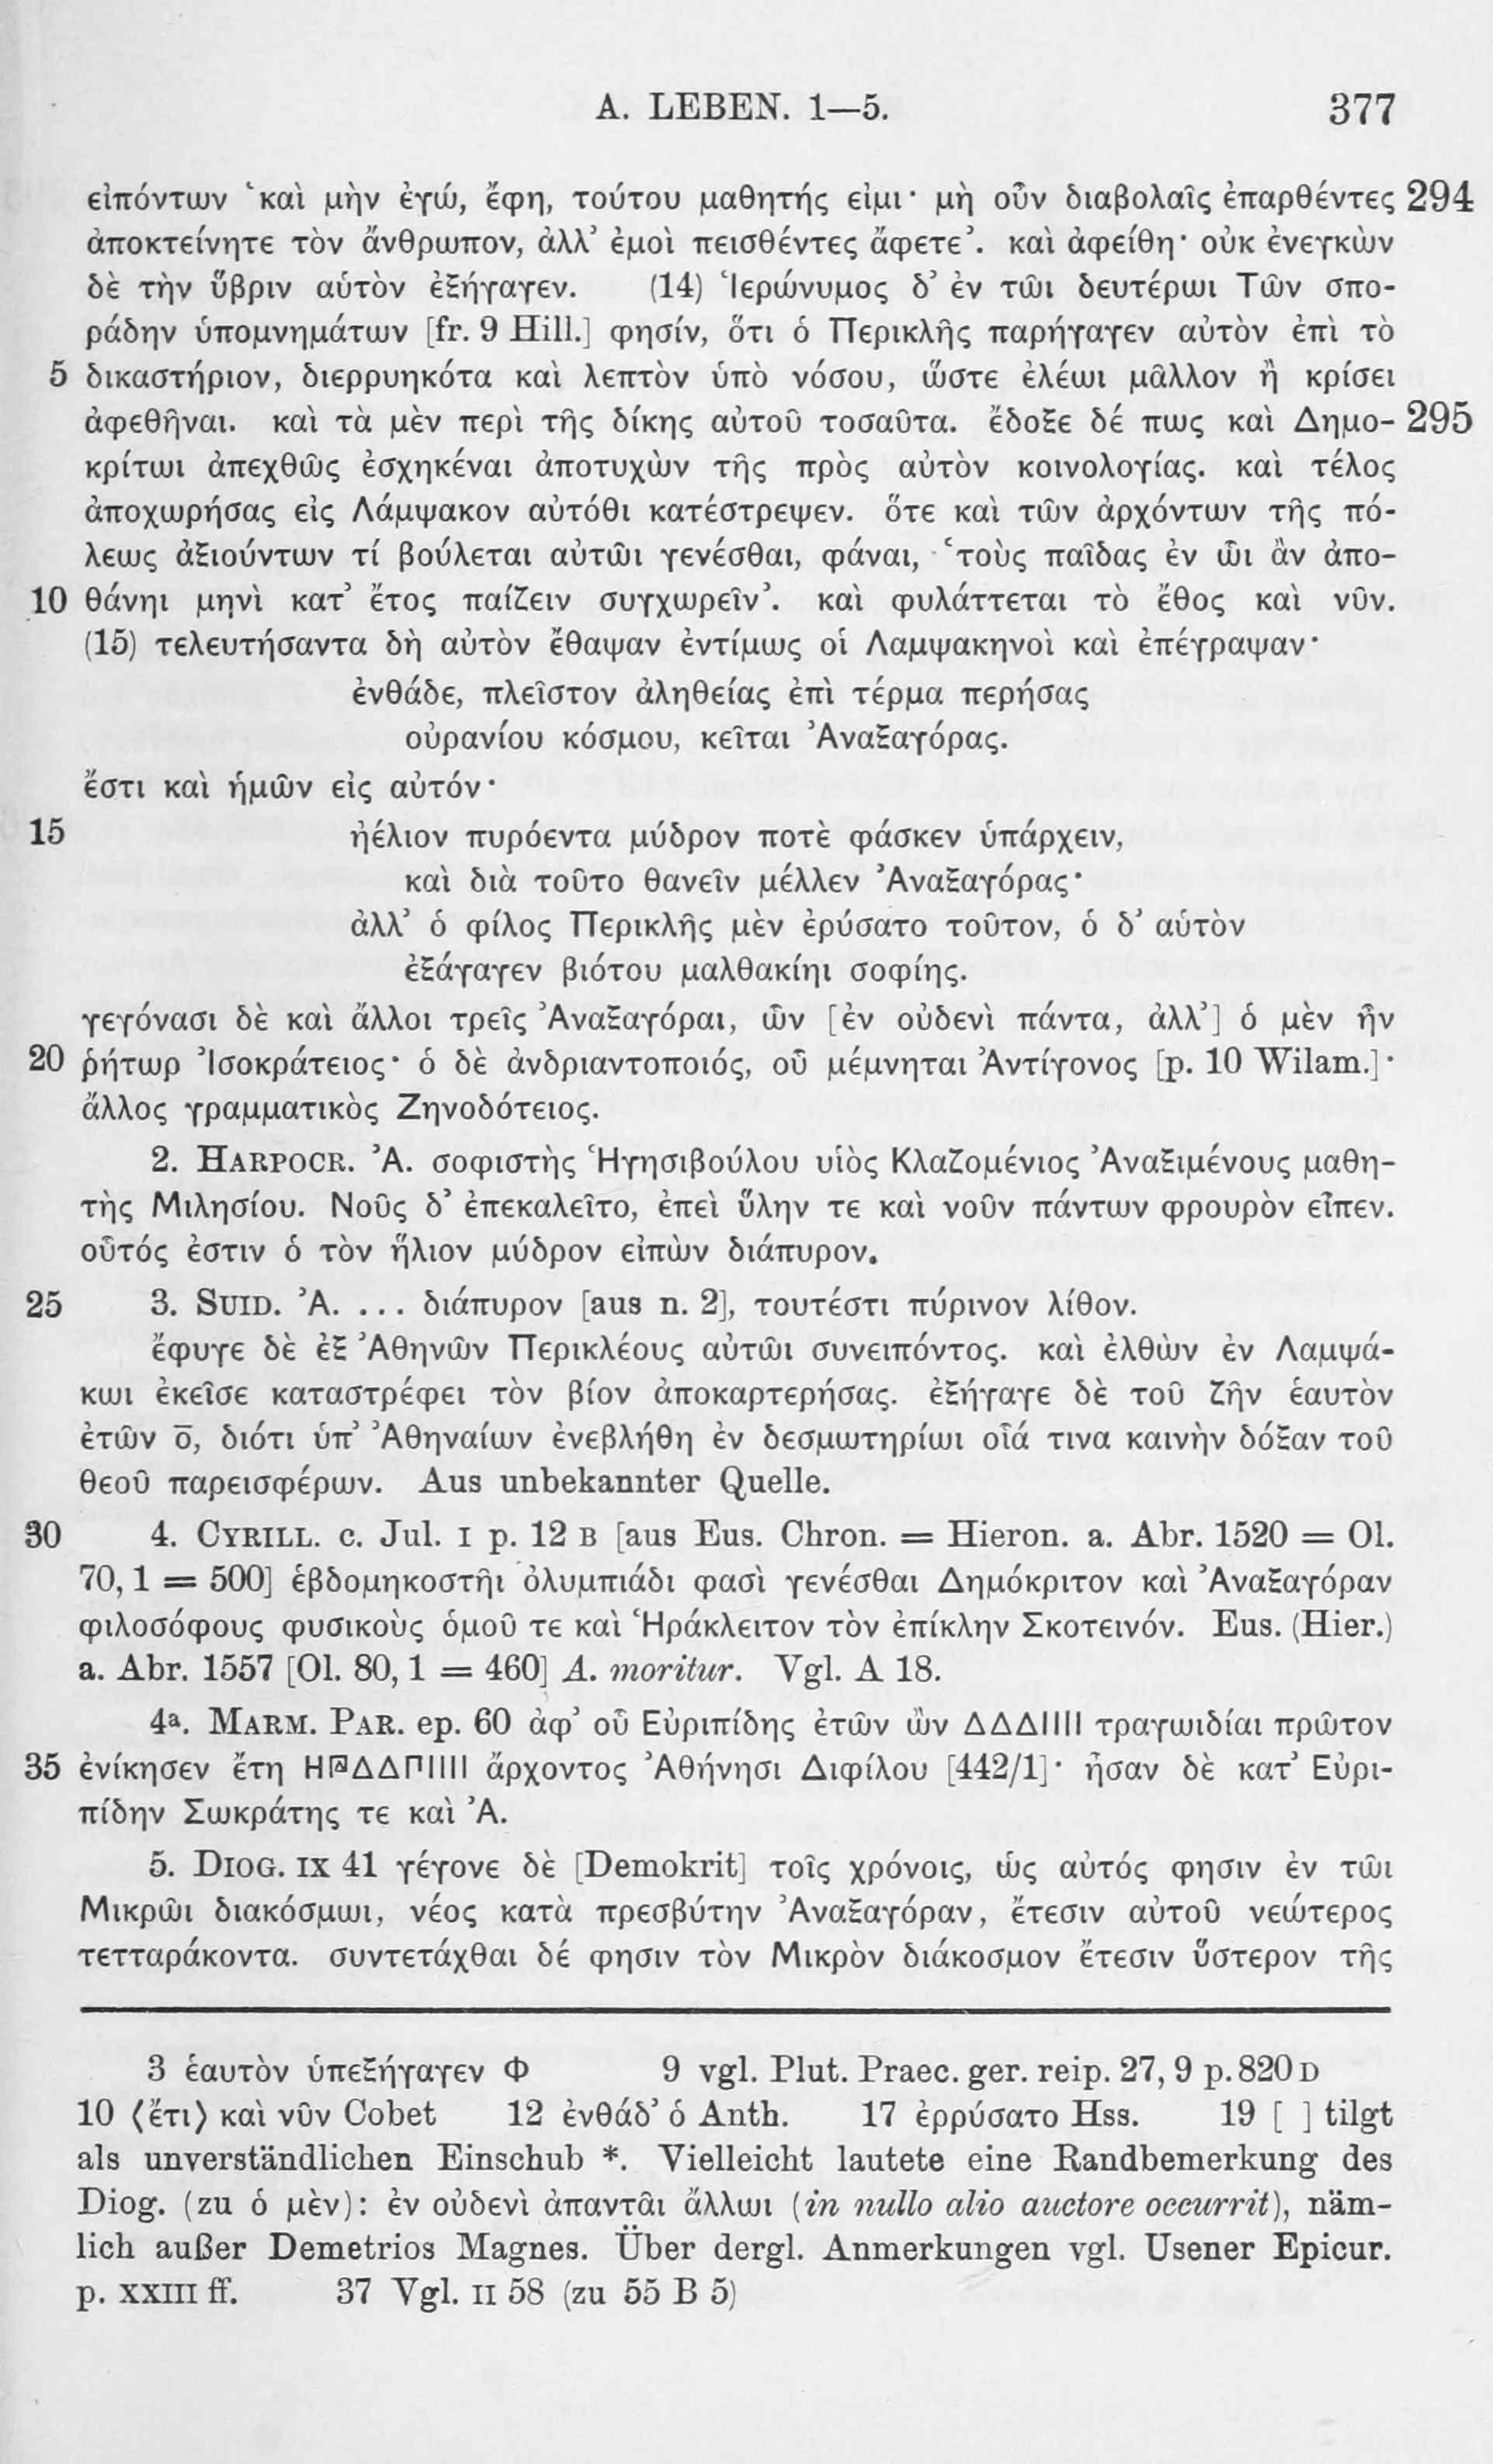 A. LEBEN. 1—5. 377
εἰπόντων ‘καὶ μὴν ἐγώ, ἔφη, τούτου μαθητής εἰμι· μὴ οὖν διαβολαῖς ἐπαρθέντες 294
ἀποκτείνητε τὸν ἄνθρωπον, ἀλλ’ ἐμοὶ πεισθέντες ἄφετε’. καὶ ἀφείθη· οὐκ ἐνεγκὼν
δὲ τὴν ὕβριν αὑτὸν ἐξήγαγεν. (14) Ἱερώνυμος δ’ ἐν τῶι δευτέρωι Τῶν σπο-
ράδην ὑπομνημάτων [fr. 9 Hill.] φησίν, ὅτι ὁ Περικλῆς παρήγαγεν αὐτὸν ἐπὶ τὸ
5 δικαστήριον, διερρυηκότα καὶ λεπτὸν ὑπὸ νόσου, ὥστε ἐλέωι μᾶλλον ἢ κρίσει
ἀφεθῆναι. καὶ τὰ μὲν περὶ τῆς δίκης αὐτοῦ τοσαῦτα. ἔδοξε δέ πως καὶ Δημο- 295
κρίτωι ἀπεχθῶς ἐσχηκέναι ἀποτυχὼν τῆς πρὸς αὐτὸν κοινολογίας. καὶ τέλος
ἀποχωρήσας εἰς Λάμψακον αὐτόθι κατέστρεψεν. ὅτε καὶ τῶν ἀρχόντων τῆς πό-
λεως ἀξιούντων τί βούλεται αὐτῶι γενέσθαι, φάναι, ‘τοὺς παῖδας ἐν ὧι ἂν ἀπο-
10 θάνηι μηνὶ κατ’ ἔτος παίζειν συγχωρεῖν’. καὶ φυλάττεται τὸ ἔθος καὶ νῦν.
(15) τελευτήσαντα δὴ αὐτὸν ἔθαψαν ἐντίμως οἱ Λαμψακηνοὶ καὶ ἐπέγραψαν·
ἐνθάδε, πλεῖστον ἀληθείας ἐπὶ τέρμα περήσας
οὐρανίου κόσμου, κεῖται Ἀναξαγόρας.
ἔστι καὶ ἡμῶν εἰς αὐτόν·
15 ἠέλιον πυρόεντα μύδρον ποτὲ φάσκεν ὑπάρχειν,
καὶ διὰ τοῦτο θανεῖν μέλλεν Ἀναξαγόρας·
ἀλλ’ ὁ φίλος Περικλῆς μὲν ἐρύσατο τοῦτον, ὁ δ’ αὑτὸν
ἐξάγαγεν βιότου μαλθακίηι σοφίης.
γεγόνασι δὲ καὶ ἄλλοι τρεῖς Ἀναξαγόραι, ὧν [ἐν οὐδενὶ πάντα, ἀλλ’] ὁ μὲν ἦν
20 ῥήτωρ Ἰσοκράτειος· ὁ δὲ ἀνδριαντοποιός, οὗ μέμνηται Ἀντίγονος [p. 10 Wilam.]·
ἄλλος γραμματικὸς Ζηνοδότειος.
2. HARPOCR. Ἀ. σοφιστὴς Ἡγησιβούλου υἱὸς Κλαζομένιος Ἀναξιμένους μαθη-
τὴς Μιλησίου. Νοῦς δ’ ἐπεκαλεῖτο, ἐπεὶ ὕλην τε καὶ νοῦν πάντων φρουρὸν εἶπεν.
οὗτός ἐστιν ὁ τὸν ἥλιον μύδρον εἰπὼν διάπυρον.
25 3. SUID. Ἀ. ... διάπυρον [aus n. 2], τουτέστι πύρινον λίθον.
ἔφυγε δὲ ἐξ Ἀθηνῶν Περικλέους αὐτῶι συνειπόντος. καὶ ἐλθὼν ἐν Λαμψά-
κωι ἐκεῖσε καταστρέφει τὸν βίον ἀποκαρτερήσας. ἐξήγαγε δὲ τοῦ ζῆν ἑαυτὸν
ἐτῶν ο̅, διότι ὑπ’ Ἀθηναίων ἐνεβλήθη ἐν δεσμωτηρίωι οἷά τινα καινὴν δόξαν τοῦ
θεοῦ παρεισφέρων. Aus unbekannter Quelle.
30 4. CYRILL. c. Jul. I p. 12 B [aus Eus. Chron. = Hieron. a. Abr. 1520 = Ol.
70, 1 = 500] ἑβδομηκοστῆι ὀλυμπιάδι φασὶ γενέσθαι Δημόκριτον καὶ Ἀναξαγόραν
φιλοσόφους φυσικοὺς ὁμοῦ τε καὶ Ἡράκλειτον τὸν ἐπίκλην Σκοτεινόν. Eus. (Hier.)
a. Abr. 1557 [Ol. 80, 1 = 460] A. moritur. Vgl. A 18.
4a. MARM. PAR. ep. 60 ἀφ’ οὗ Εὐριπίδης ἐτῶν ὢν ΔΔΔΙΙΙΙ τραγωιδίαι πρῶτον
35 ἐνίκησεν ἔτη Η𐅄ΔΔΠΙΙΙΙ ἄρχοντος Ἀθήνησι Διφίλου [442/1]· ἦσαν δὲ κατ’ Εὐρι-
πίδην Σωκράτης τε καὶ Ἀ.
5. DIOG. IX 41 γέγονε δὲ [Demokrit] τοῖς χρόνοις, ὡς αὐτός φησιν ἐν τῶι
Μικρῶι διακόσμωι, νέος κατὰ πρεσβύτην Ἀναξαγόραν, ἔτεσιν αὐτοῦ νεώτερος
τετταράκοντα. συντετάχθαι δέ φησιν τὸν Μικρὸν διάκοσμον ἔτεσιν ὕστερον τῆς
3 ἑαυτὸν ὑπεξήγαγεν Φ 9 vgl. Plut. Praec. ger. reip. 27, 9 p. 820 D
10 ⟨ἔτι⟩ καὶ νῦν Cobet 12 ἐνθάδ’ ὁ Anth. 17 ἐρρύσατο Hss. 19 [ ] tilgt
als unverständlichen Einschub *. Vielleicht lautete eine Randbemerkung des
Diog. (zu ὁ μὲν): ἐν οὐδενὶ ἀπαντᾶι ἄλλωι (in nullo alio auctore occurrit), näm-
lich außer Demetrios Magnes. Über dergl. Anmerkungen vgl. Usener Epicur.
p. XXIII ff. 37 Vgl. II 58 (zu 55 B 5)